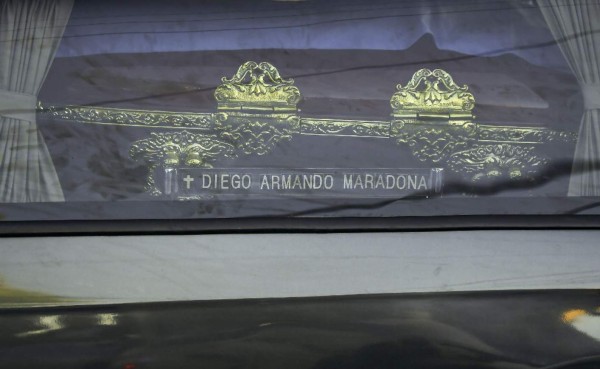 ✝ DIEGO ARMANDO MARADONA